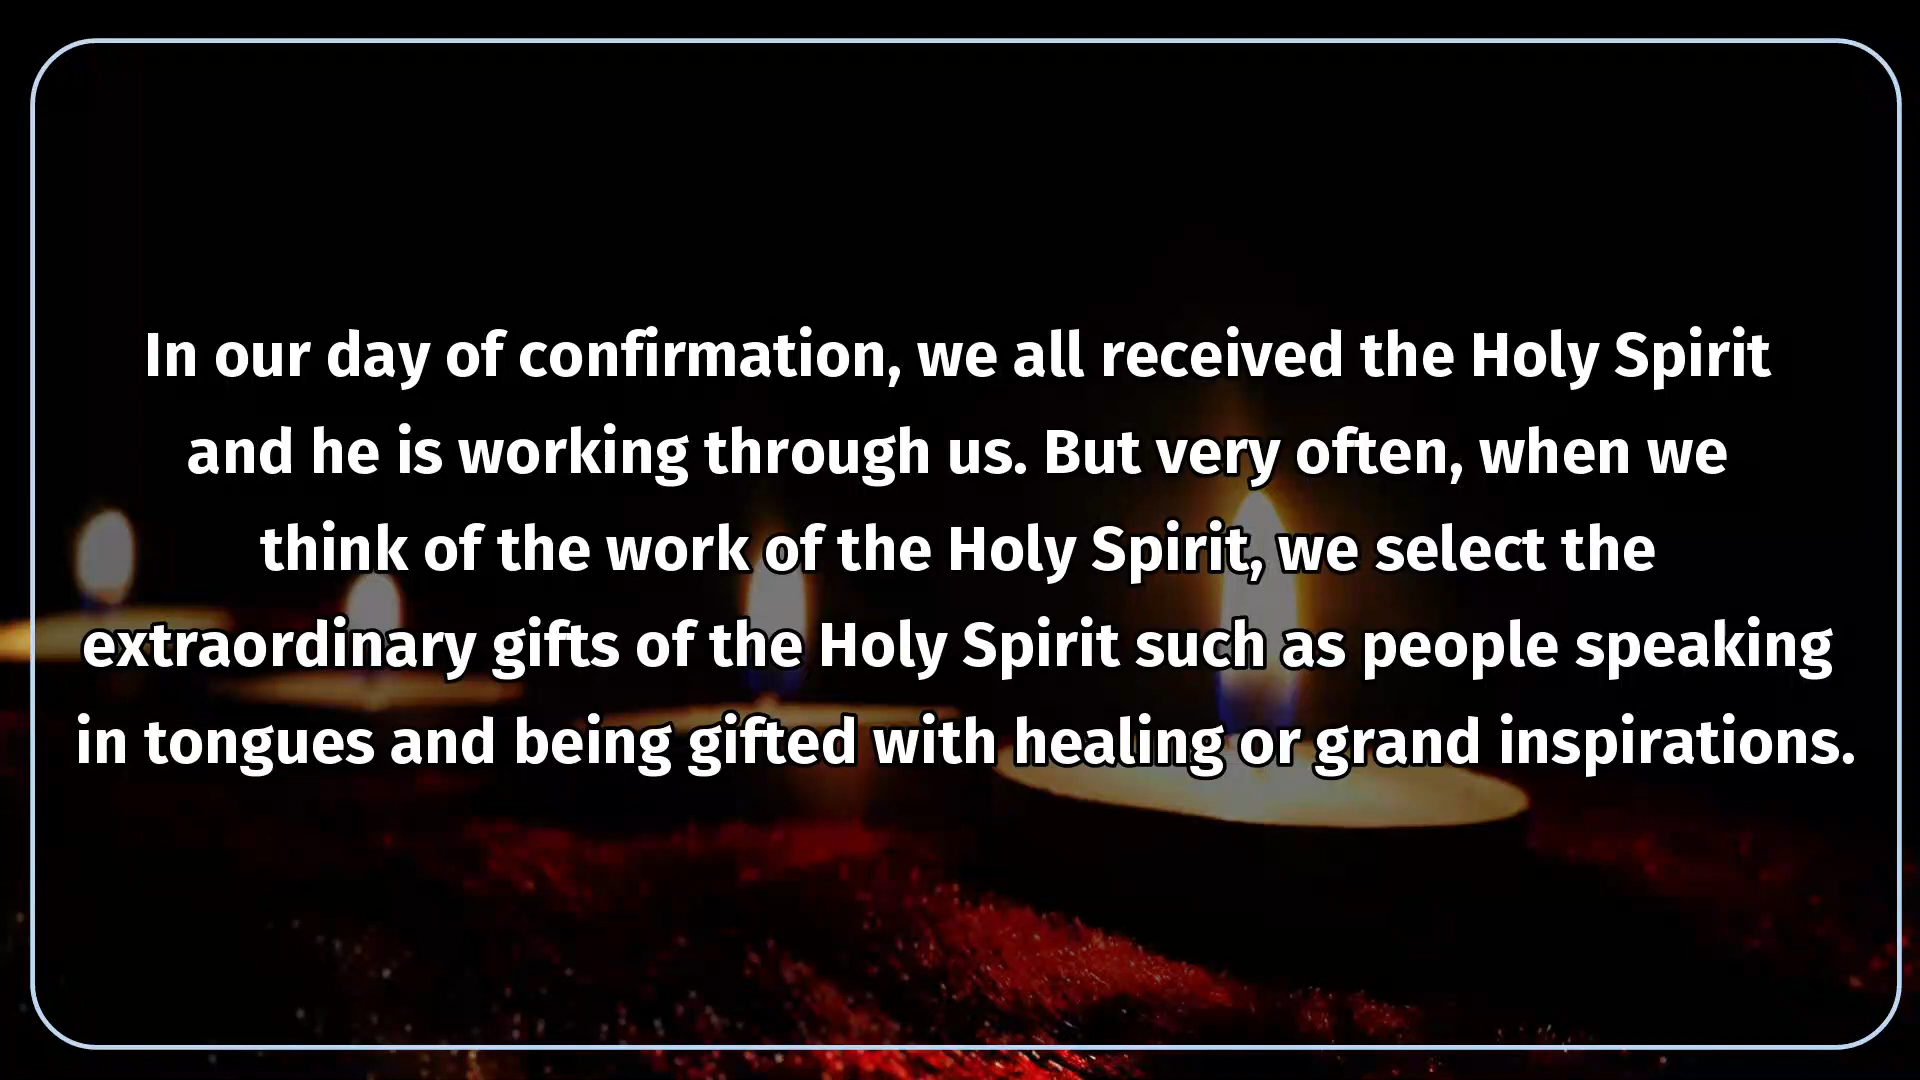 In our day of confirmation, we all received the Holy Spirit
and he is working through us. But very often, when we
think of the work of the Holy Spirit, we select the
extraordinary gifts of the Holy Spirit such as people speaking
in tongues and being gifted with healing or grand inspirations.